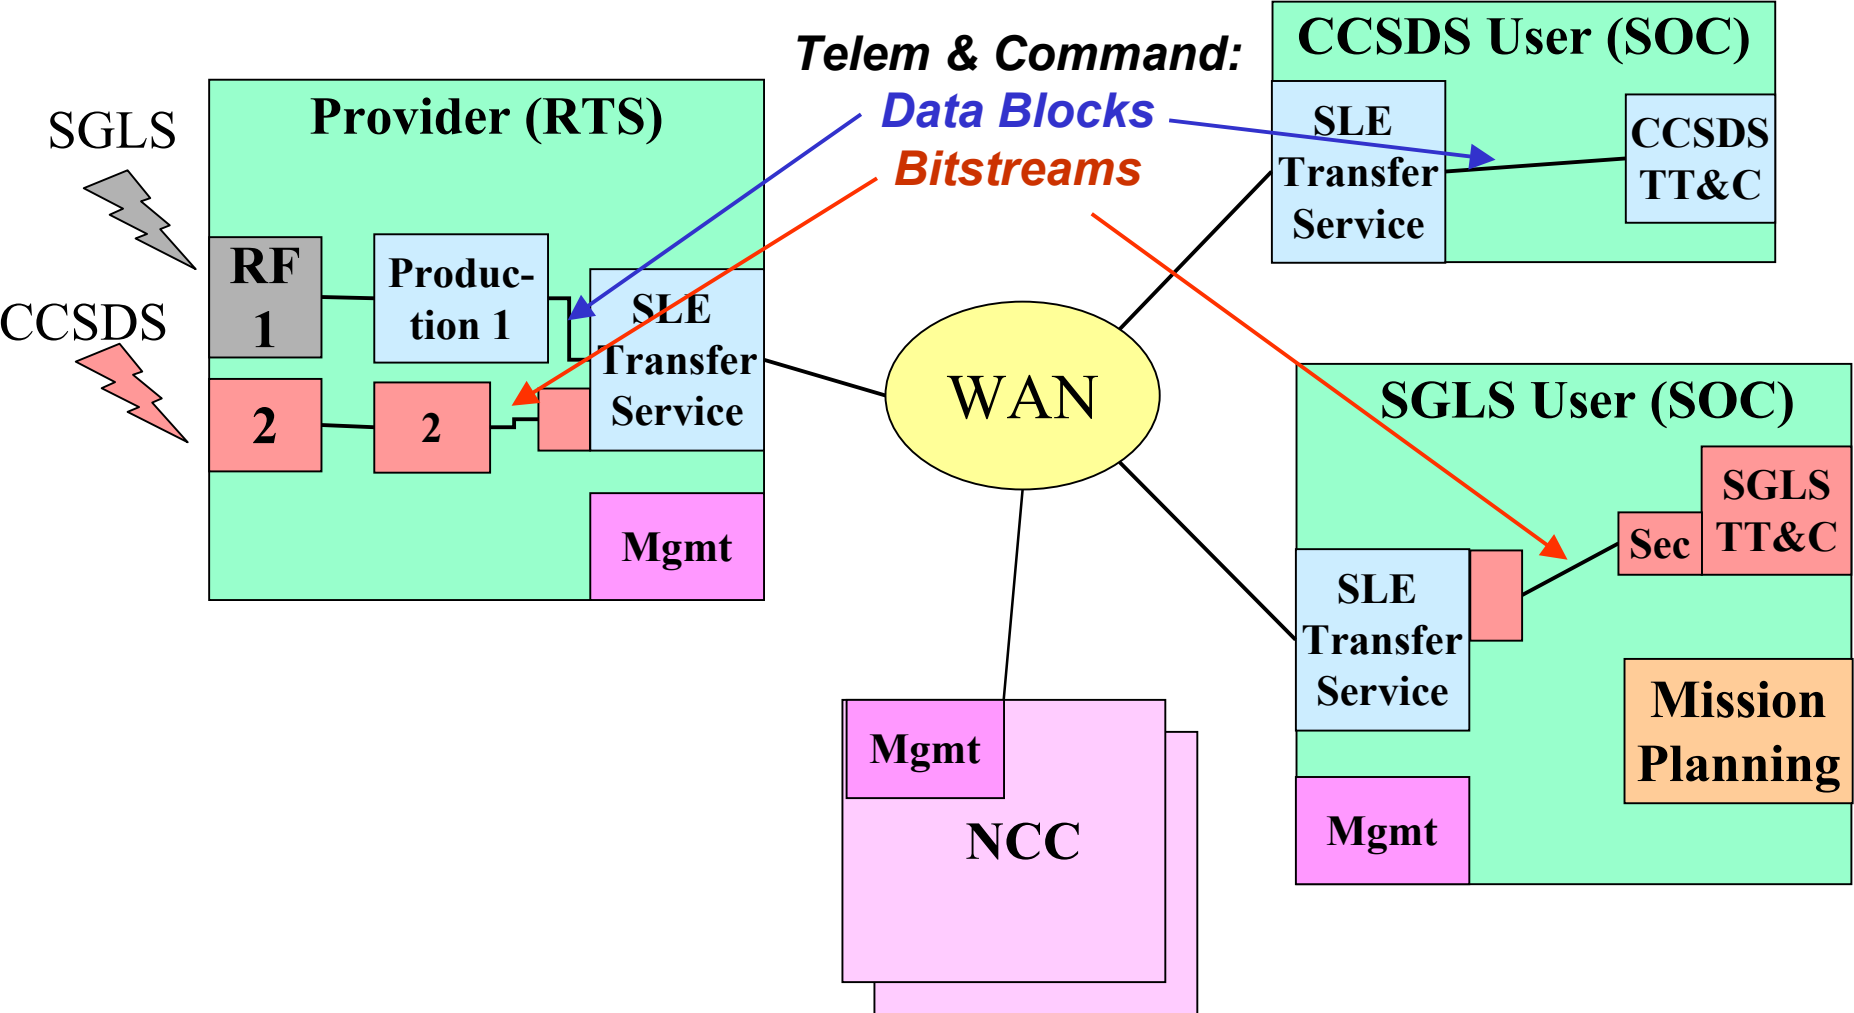 Telem & Command:
Data Blocks
Bitstreams
SGLS
CCSDS
Provider (RTS)
RF
1
Produc-
tion 1
SLE
Transfer
Service
2
2
Mgmt
WAN
CCSDS User (SOC)
SLE
Transfer
Service
CCSDS
TT&C
SGLS User (SOC)
SGLS
TT&C
Sec
SLE
Transfer
Service
Mission
Planning
Mgmt
Mgmt
NCC